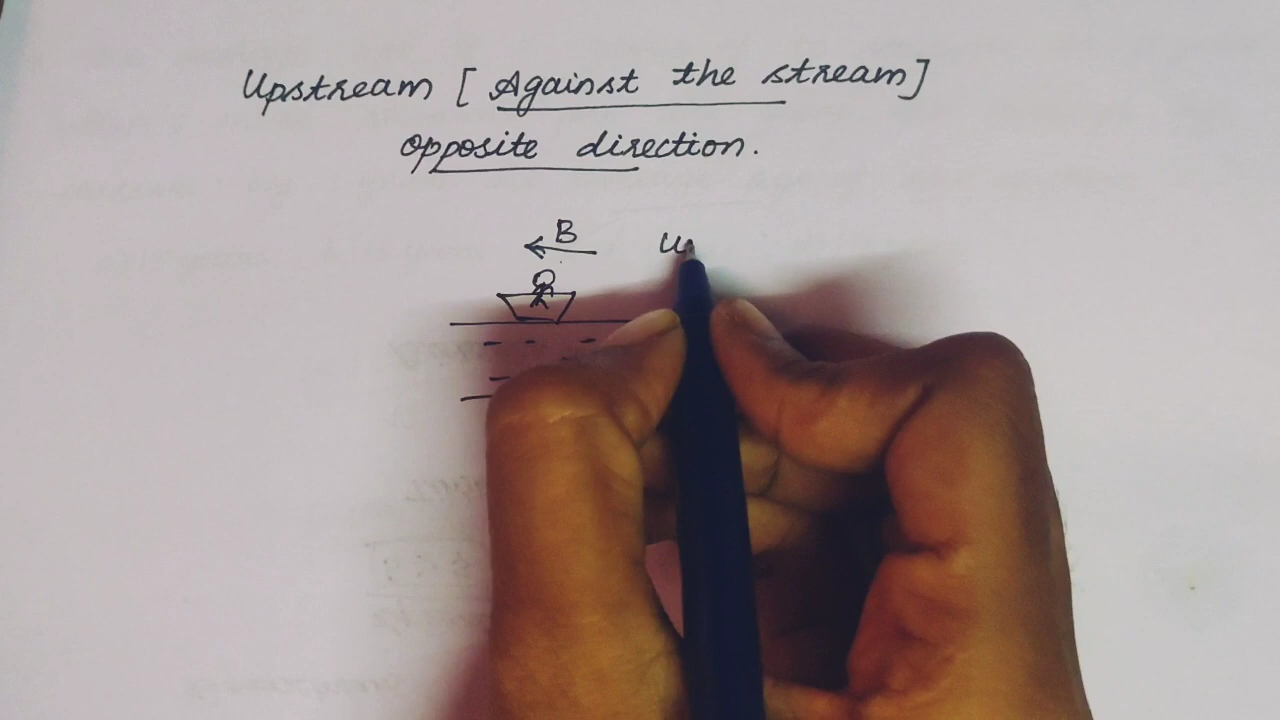 Upstream [Against the stream]
opposite direction.
B
u